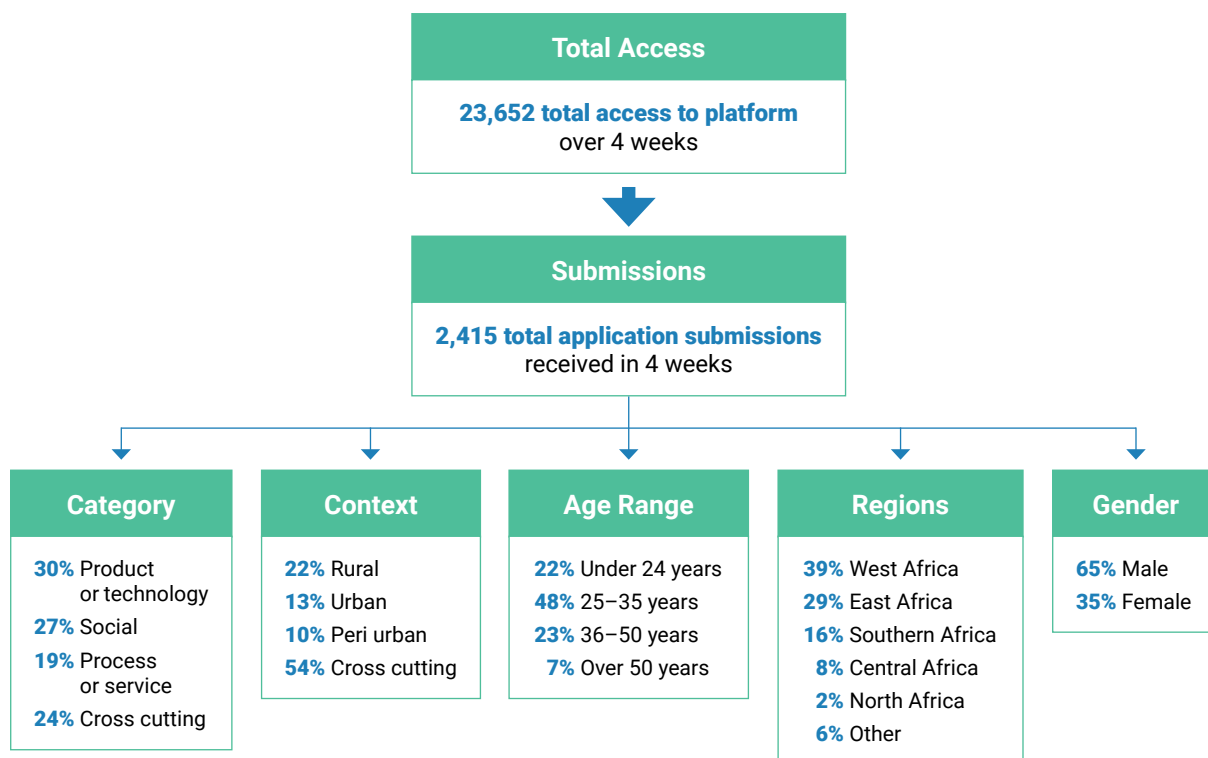 Total Access
23,652 total access to platform
over 4 weeks
Submissions
2,415 total application submissions
received in 4 weeks
Category
30% Product
or technology
27% Social
19% Process
or service
24% Cross cutting
Context
22% Rural
13% Urban
10% Peri urban
54% Cross cutting
Age Range
22% Under 24 years
48% 25–35 years
23% 36–50 years
7% Over 50 years
Regions
39% West Africa
29% East Africa
16% Southern Africa
8% Central Africa
2% North Africa
6% Other
Gender
65% Male
35% Female